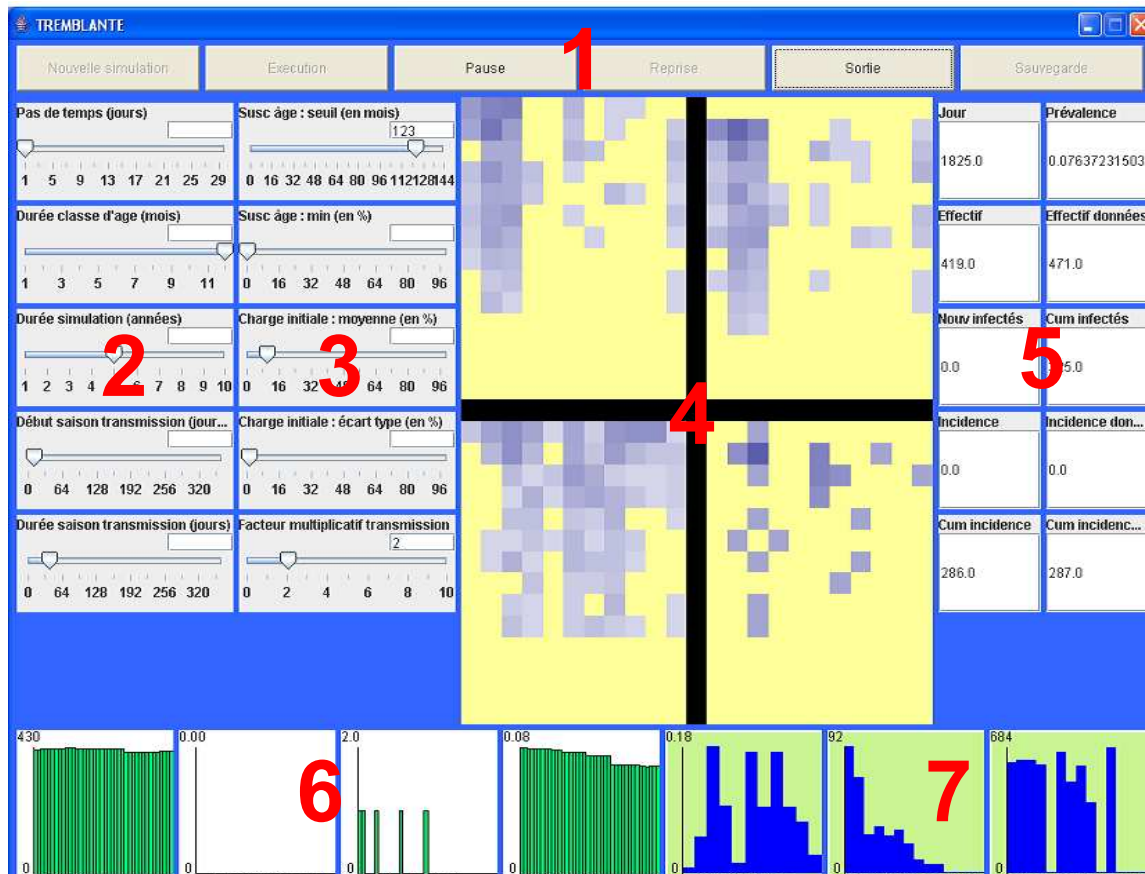 TREMBLANTE
Nouvelle simulation Execution Pause 1 Reprise Sortie Sauvegarde
Pas de temps (jours)
1 5 9 13 17 21 25 29
Susc âge : seuil (en mois)
123
0 16 32 48 64 80 96 112 128 144
Durée classe d'age (mois)
1 3 5 7 9 11
Susc âge : min (en %)
0 16 32 48 64 80 96
Durée simulation (années)
2
1 2 3 4 6 7 8 9 10
Charge initiale : moyenne (en %)
3
0 16 32 48 64 80 96
Début saison transmission (jour...
0 64 128 192 256 320
Charge initiale : écart type (en %)
0 16 32 48 64 80 96
Durée saison transmission (jours)
0 64 128 192 256 320
Facteur multiplicatif transmission
2
0 2 4 6 8 10
4
Jour Prévalence
1825.0 0.07637231503
Effectif Effectif données
419.0 471.0
Nouv infectés Cum infectés
0.0
5
Incidence Incidence don...
0.0 0.0
Cum incidence Cum incidenc...
286.0 287.0
430 0.00 2.0 0.08 0.18 92 684
6 7
0 0 0 0 0 0 0